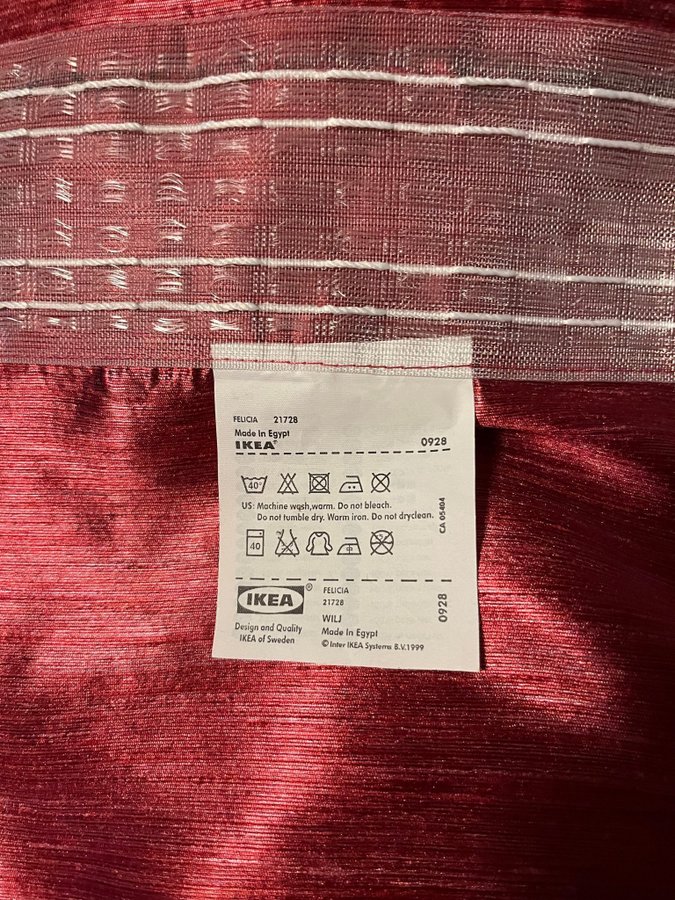 FELICIA 21728
Made In Egypt
IKEA® 0928
40°
US: Machine wash,warm. Do not bleach.
Do not tumble dry. Warm iron. Do not dryclean.
CA 05404
40
IKEA®
Design and Quality
IKEA of Sweden
FELICIA
21728
WILJ
Made In Egypt
© Inter IKEA Systems B.V.1999
0928